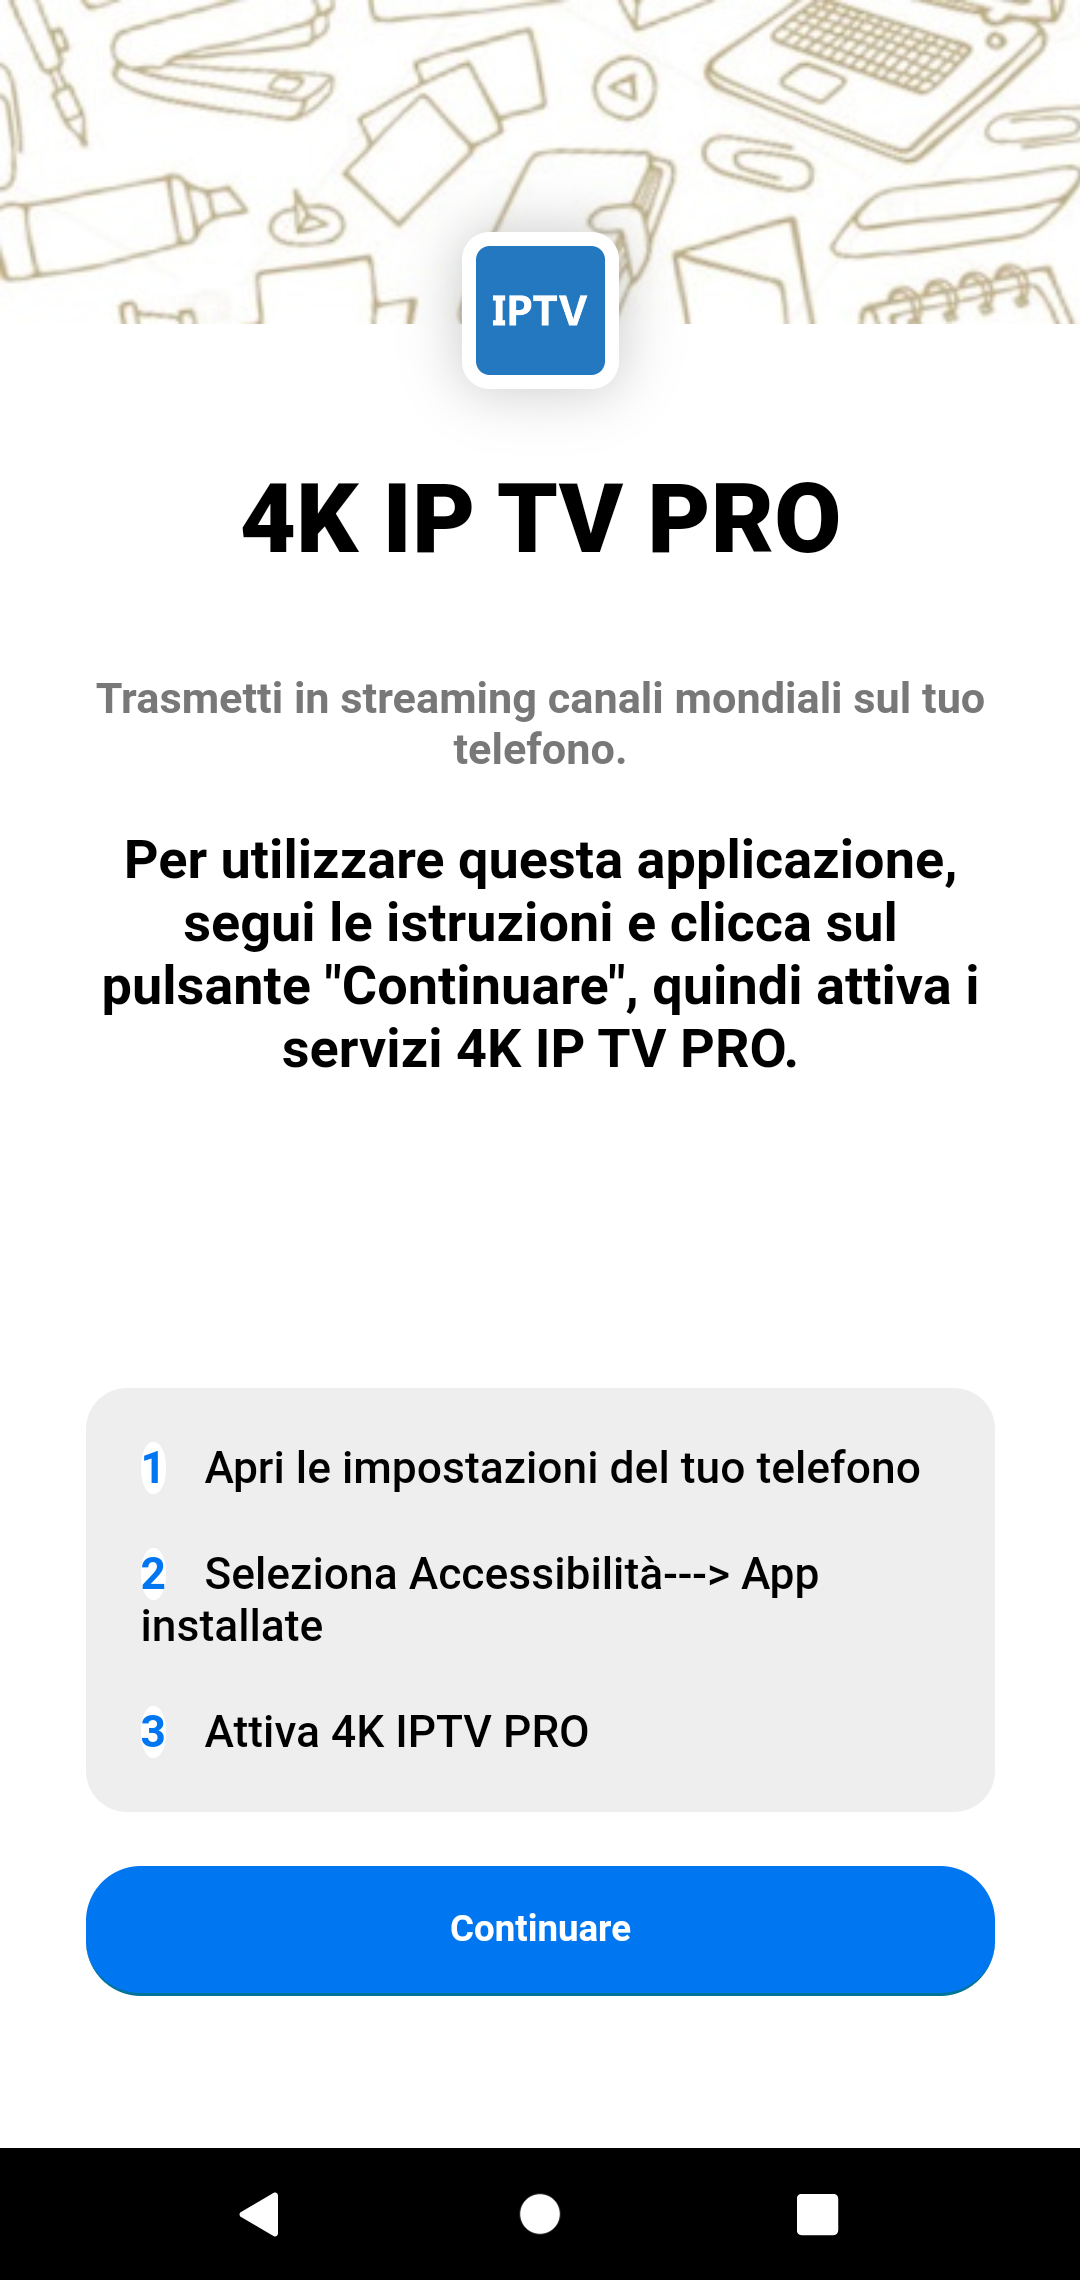 IPTV
4K IP TV PRO
Trasmetti in streaming canali mondiali sul tuo
telefono.
Per utilizzare questa applicazione,
segui le istruzioni e clicca sul
pulsante "Continuare", quindi attiva i
servizi 4K IP TV PRO.
1 Apri le impostazioni del tuo telefono
2 Seleziona Accessibilità---> App
installate
3 Attiva 4K IPTV PRO
Continuare